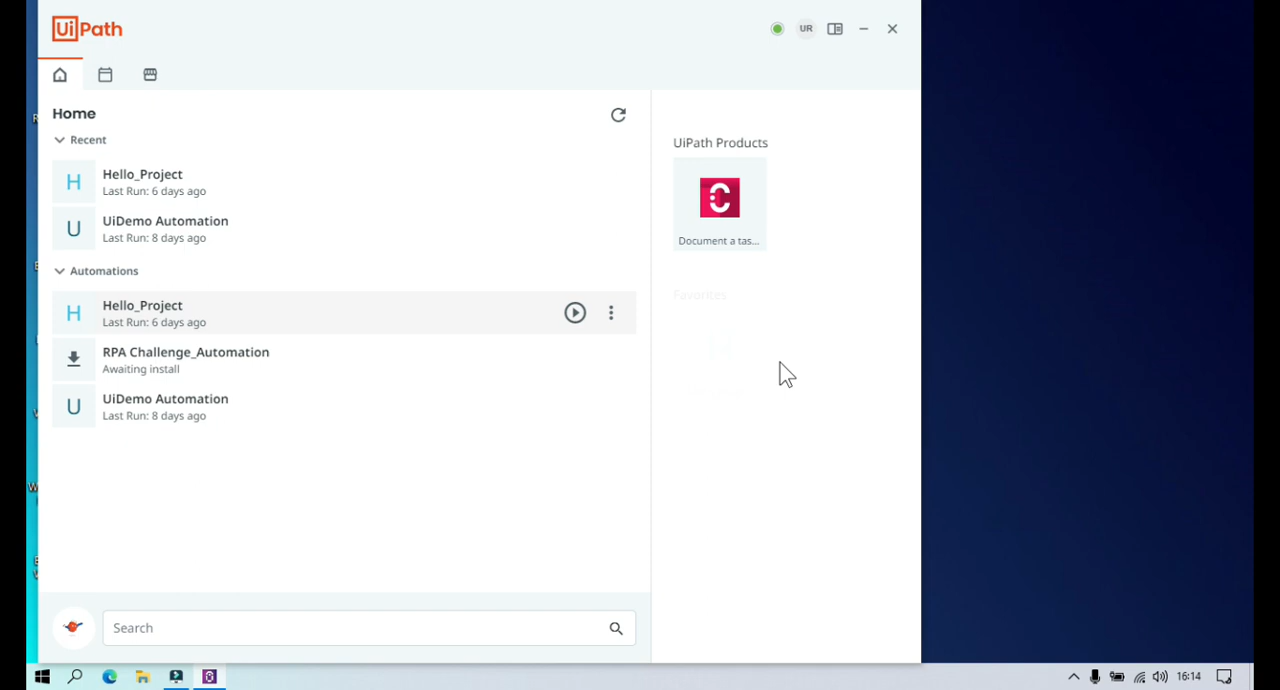 UiPath
UR
Home
Recent
H
Hello_Project
Last Run: 6 days ago
U
UiDemo Automation
Last Run: 8 days ago
Automations
H
Hello_Project
Last Run: 6 days ago
RPA Challenge_Automation
Awaiting install
U
UiDemo Automation
Last Run: 8 days ago
Search
UiPath Products
Document a tas...
Favorites
16:14